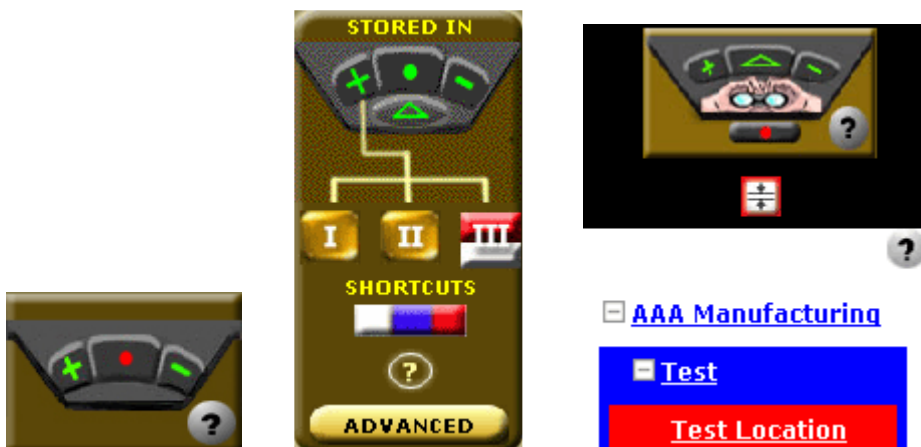 STORED IN
I II III
SHORTCUTS
?
ADVANCED
?
?
?
AAA Manufacturing
Test
Test Location